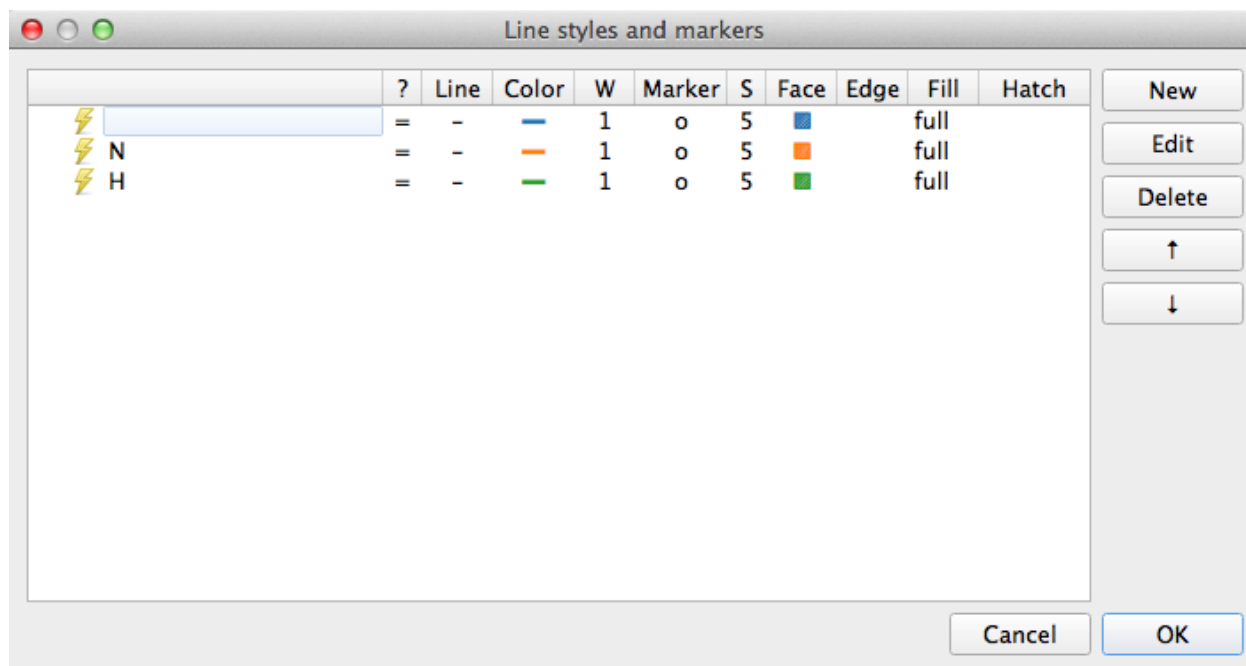 Line styles and markers
? Line Color W Marker S Face Edge Fill Hatch
= - 1 o 5 full
N = - 1 o 5 full
H = - 1 o 5 full
New
Edit
Delete
↑
↓
Cancel OK